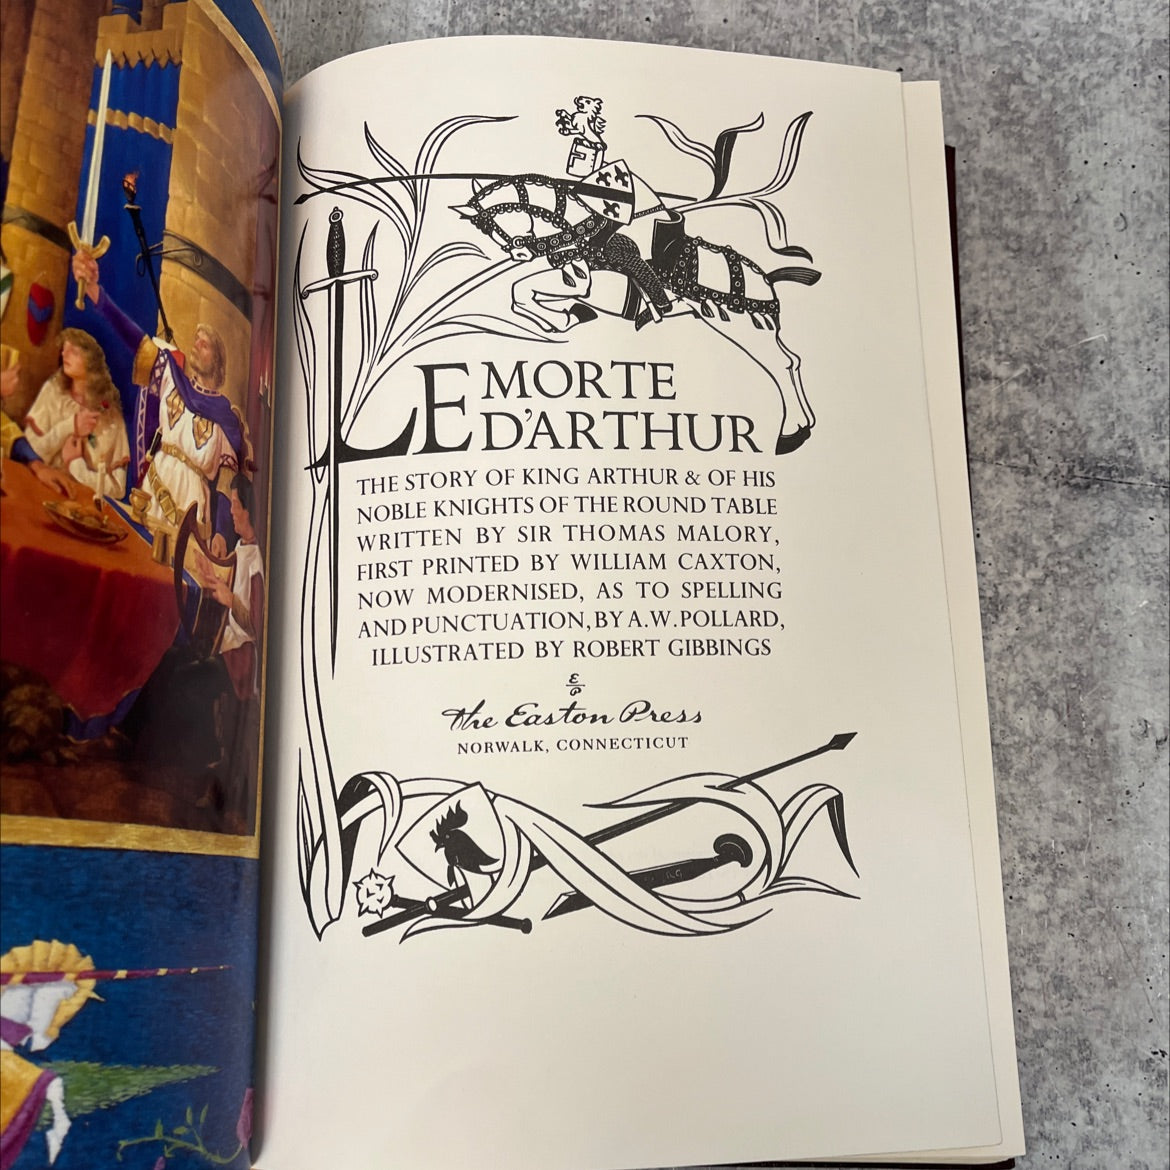 LE MORTE
D'ARTHUR
THE STORY OF KING ARTHUR & OF HIS
NOBLE KNIGHTS OF THE ROUND TABLE
WRITTEN BY SIR THOMAS MALORY,
FIRST PRINTED BY WILLIAM CAXTON,
NOW MODERNISED, AS TO SPELLING
AND PUNCTUATION, BY A.W. POLLARD,
ILLUSTRATED BY ROBERT GIBBINGS
E
P
The Easton Press
NORWALK, CONNECTICUT
RG